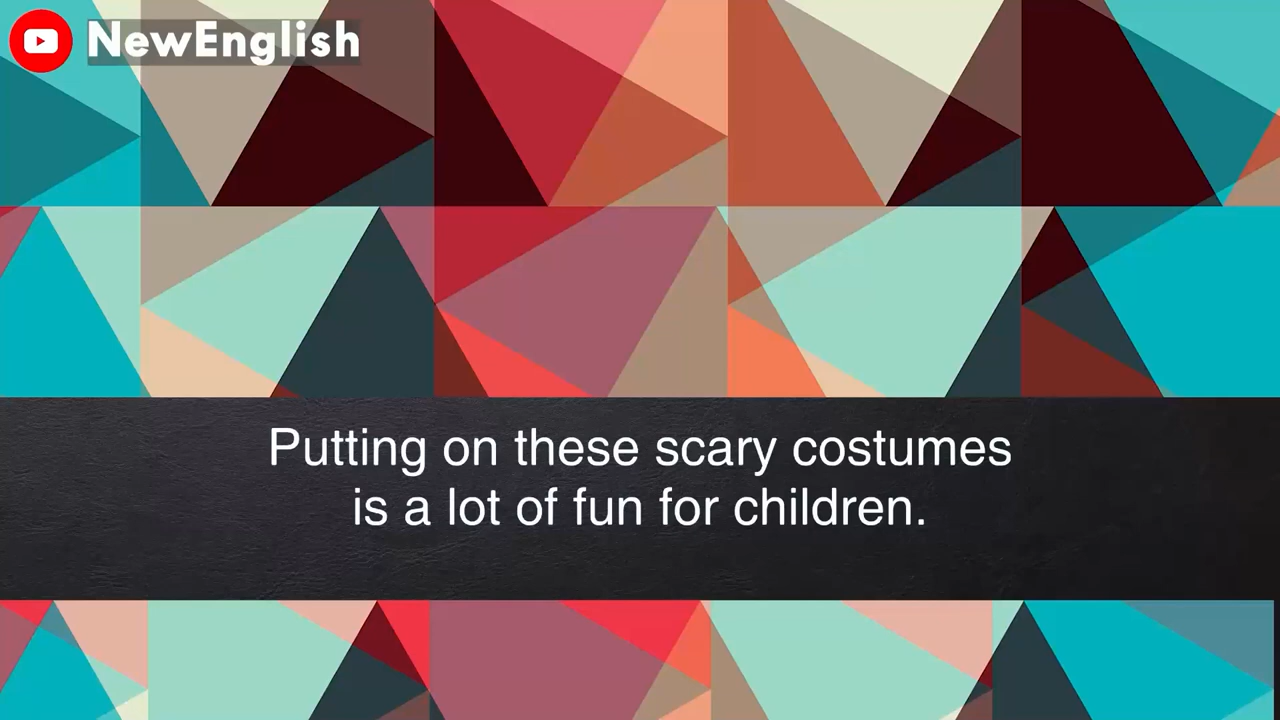 NewEnglish
Putting on these scary costumes
is a lot of fun for children.